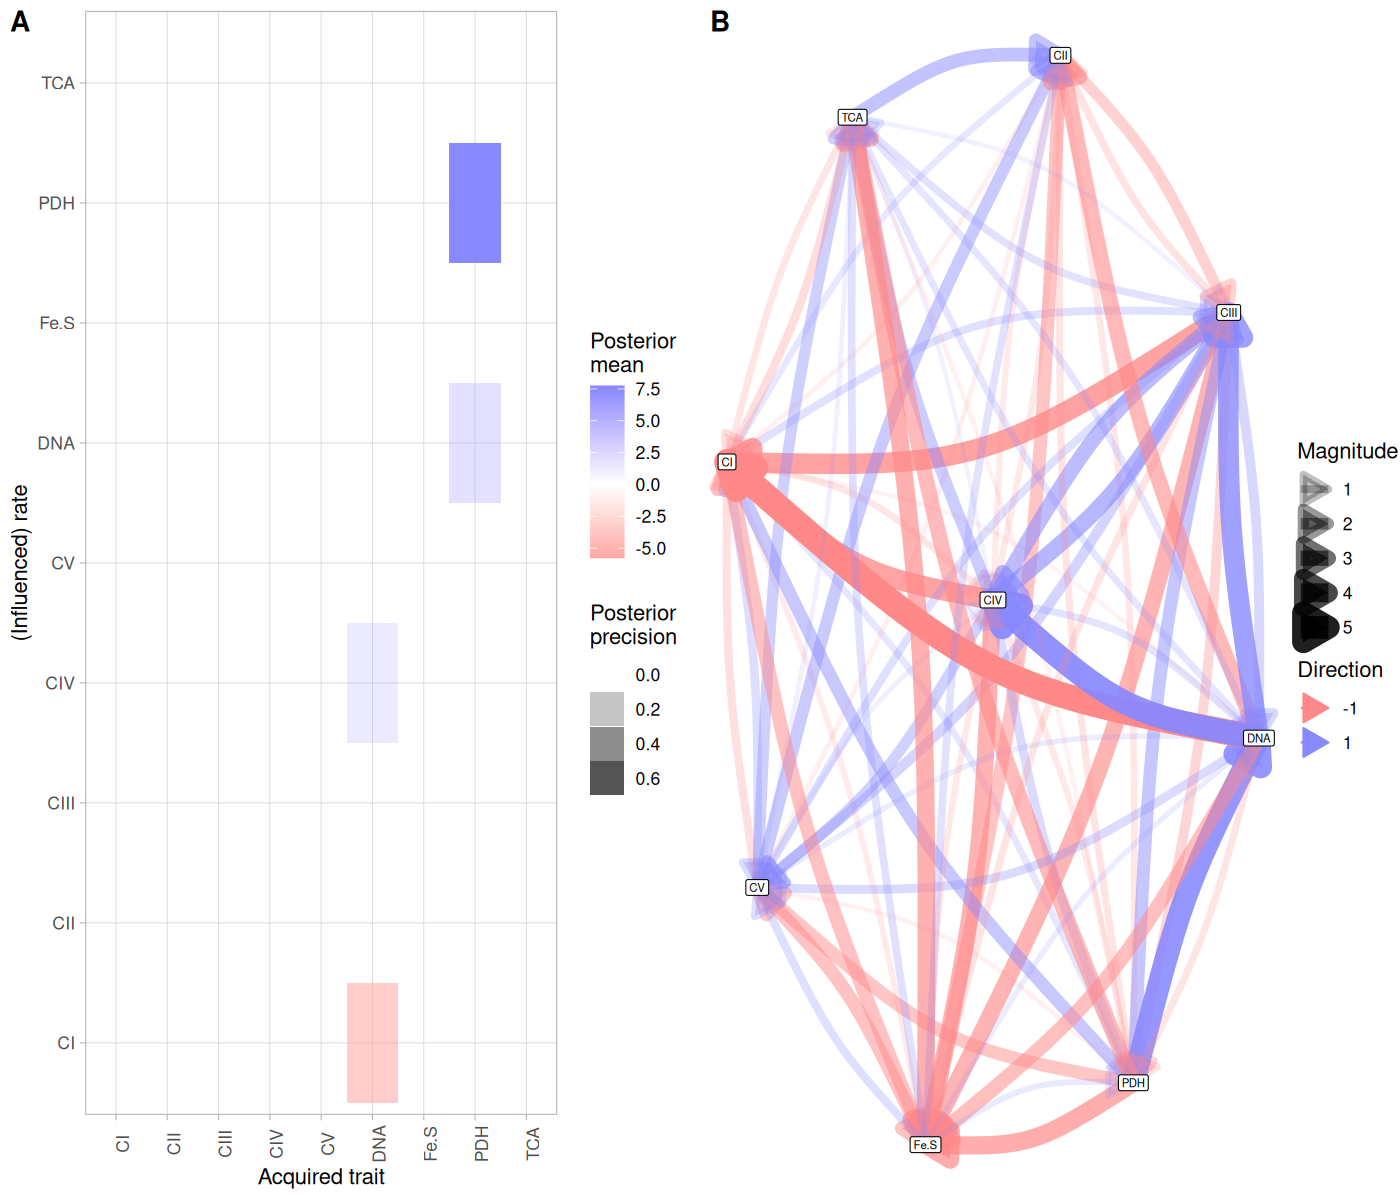 A
TCA
PDH
Fe.S
DNA
CV
CIV
CIII
CII
CI
(Influenced) rate
CI
CII
CIII
CIV
CV
DNA
Fe.S
PDH
TCA
Acquired trait
Posterior
mean
7.5
5.0
2.5
0.0
-2.5
-5.0
Posterior
precision
0.0
0.2
0.4
0.6
B
CII
TCA
CIII
CI
CIV
DNA
CV
PDH
Fe.S
Magnitude
1
2
3
4
5
Direction
-1
1